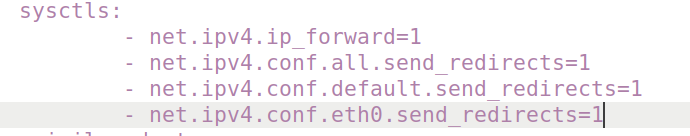 sysctls:
- net.ipv4.ip_forward=1
- net.ipv4.conf.all.send_redirects=1
- net.ipv4.conf.default.send_redirects=1
- net.ipv4.conf.eth0.send_redirects=1